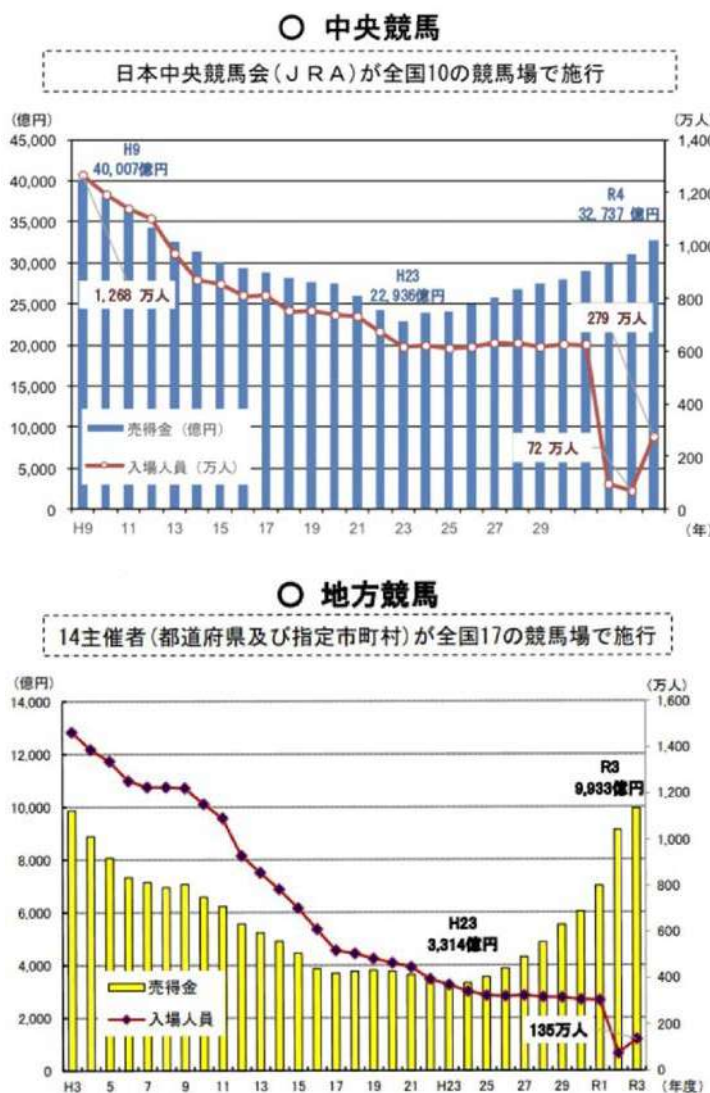 ○ 中央競馬
日本中央競馬会(ＪＲＡ)が全国10の競馬場で施行
(億円)
(万人)
45,000
40,000
35,000
30,000
25,000
20,000
15,000
10,000
5,000
0
1,400
1,200
1,000
800
600
400
200
0
H9
40,007億円
1,268 万人
H23
22,936億円
R4
32,737 億円
279 万人
72 万人
売得金 (億円)
入場人員 (万人)
H9 11 13 15 17 19 21 23 25 27 29
(年)
○ 地方競馬
14主催者(都道府県及び指定市町村)が全国17の競馬場で施行
(億円)
(万人)
14,000
12,000
10,000
8,000
6,000
4,000
2,000
0
1,600
1,400
1,200
1,000
800
600
400
200
0
R3
9,933億円
H23
3,314億円
135万人
売得金
入場人員
H3 5 7 9 11 13 15 17 19 21 H23 25 27 29 R1 R3
(年度)